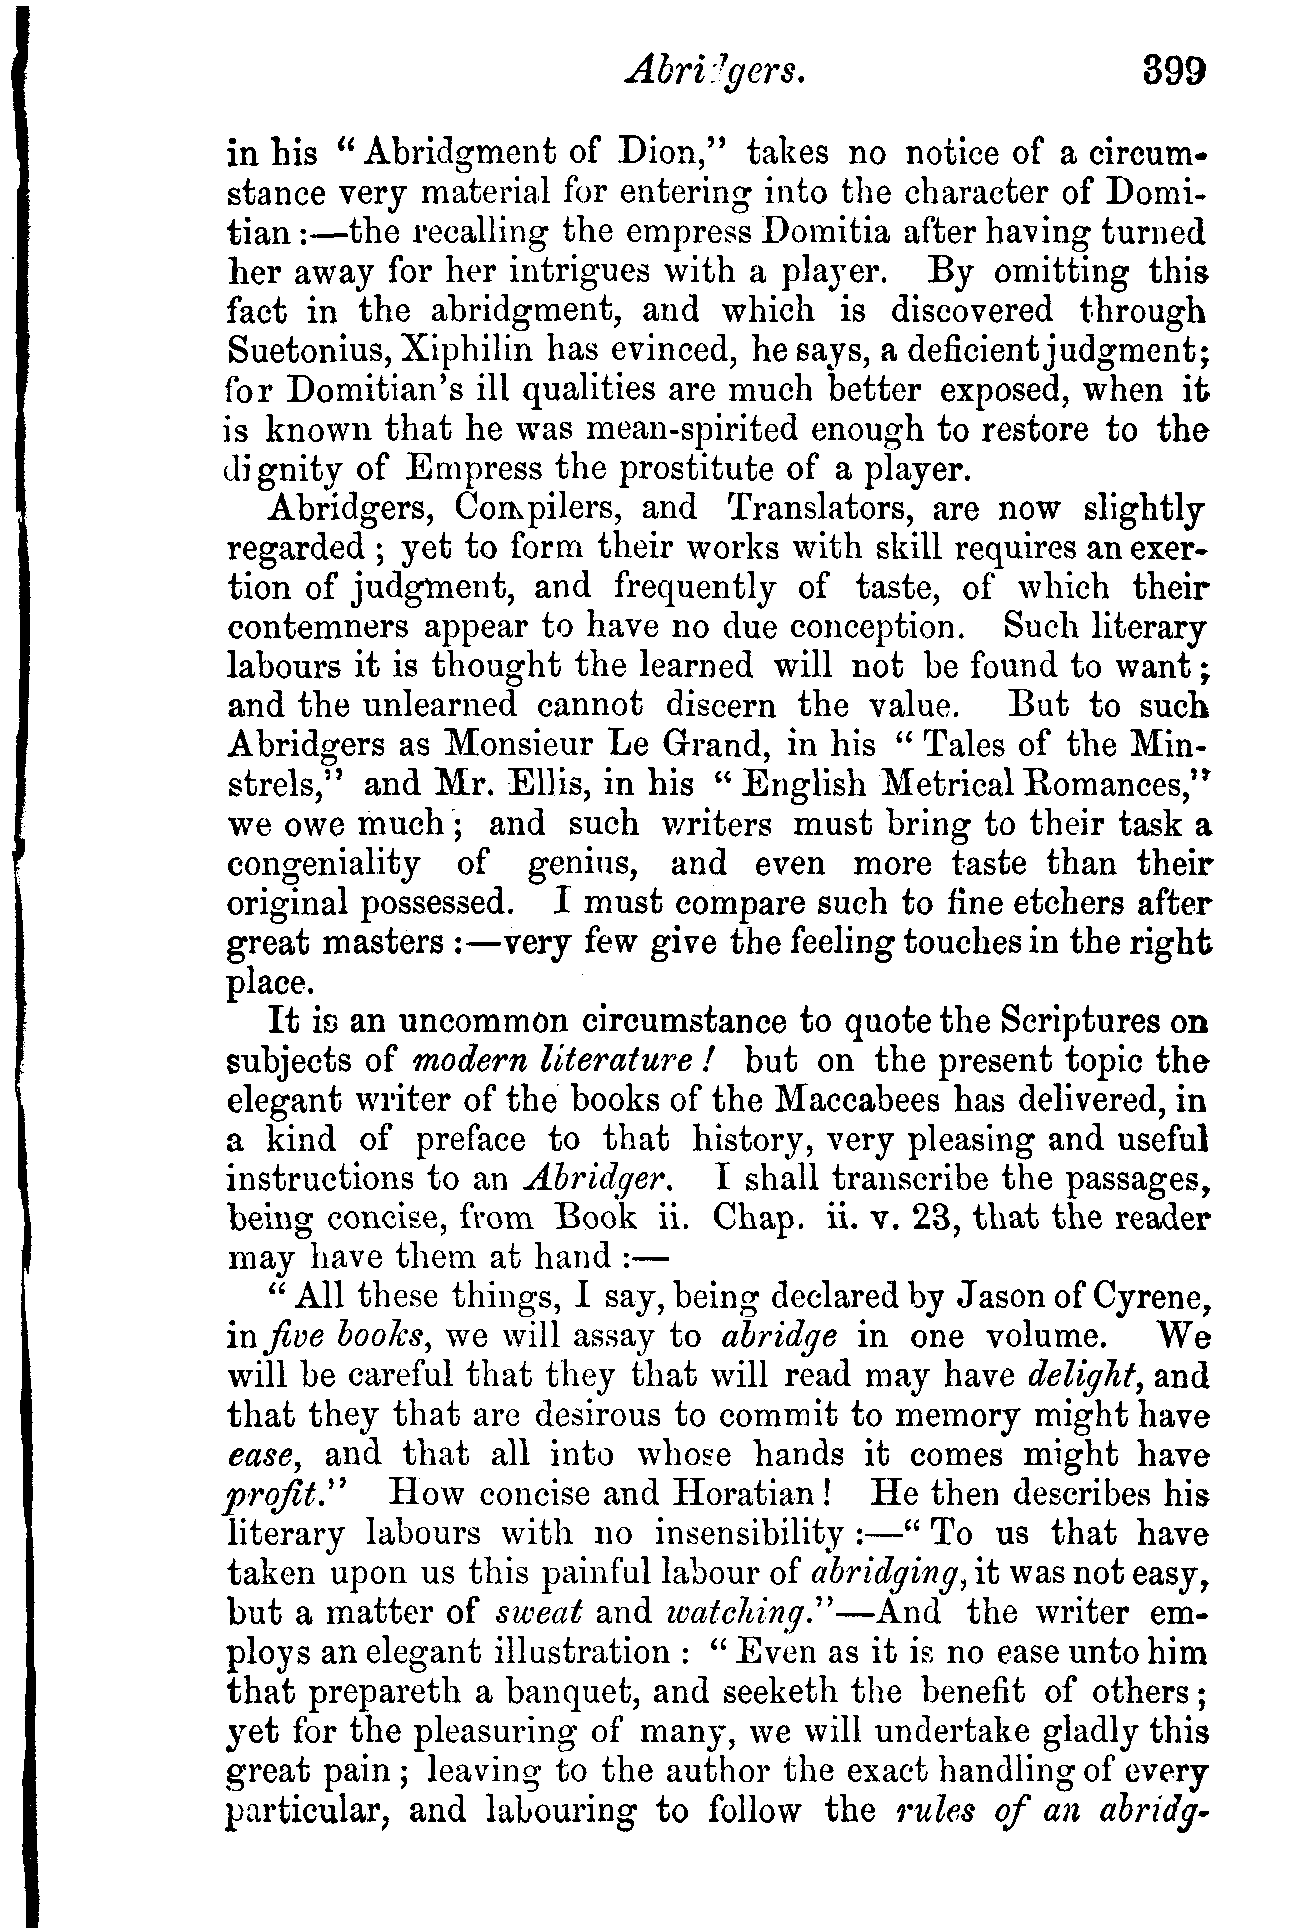 Abridgers. 399
in his “Abridgment of Dion,” takes no notice of a circum-
stance very material for entering into the character of Domi-
tian:—the recalling the empress Domitia after having turned
her away for her intrigues with a player. By omitting this
fact in the abridgment, and which is discovered through
Suetonius, Xiphilin has evinced, he says, a deficient judgment;
for Domitian’s ill qualities are much better exposed, when it
is known that he was mean-spirited enough to restore to the
dignity of Empress the prostitute of a player.
Abridgers, Compilers, and Translators, are now slightly
regarded; yet to form their works with skill requires an exer-
tion of judgment, and frequently of taste, of which their
contemners appear to have no due conception. Such literary
labours it is thought the learned will not be found to want;
and the unlearned cannot discern the value. But to such
Abridgers as Monsieur Le Grand, in his “Tales of the Min-
strels,” and Mr. Ellis, in his “English Metrical Romances,”
we owe much; and such writers must bring to their task a
congeniality of genius, and even more taste than their
original possessed. I must compare such to fine etchers after
great masters:—very few give the feeling touches in the right
place.
It is an uncommon circumstance to quote the Scriptures on
subjects of modern literature! but on the present topic the
elegant writer of the books of the Maccabees has delivered, in
a kind of preface to that history, very pleasing and useful
instructions to an Abridger. I shall transcribe the passages,
being concise, from Book ii. Chap. ii. v. 23, that the reader
may have them at hand:—
“All these things, I say, being declared by Jason of Cyrene,
in five books, we will assay to abridge in one volume. We
will be careful that they that will read may have delight, and
that they that are desirous to commit to memory might have
ease, and that all into whose hands it comes might have
profit.” How concise and Horatian! He then describes his
literary labours with no insensibility:—“To us that have
taken upon us this painful labour of abridging, it was not easy,
but a matter of sweat and watching.”—And the writer em-
ploys an elegant illustration: “Even as it is no ease unto him
that prepareth a banquet, and seeketh the benefit of others;
yet for the pleasuring of many, we will undertake gladly this
great pain; leaving to the author the exact handling of every
particular, and labouring to follow the rules of an abridg-